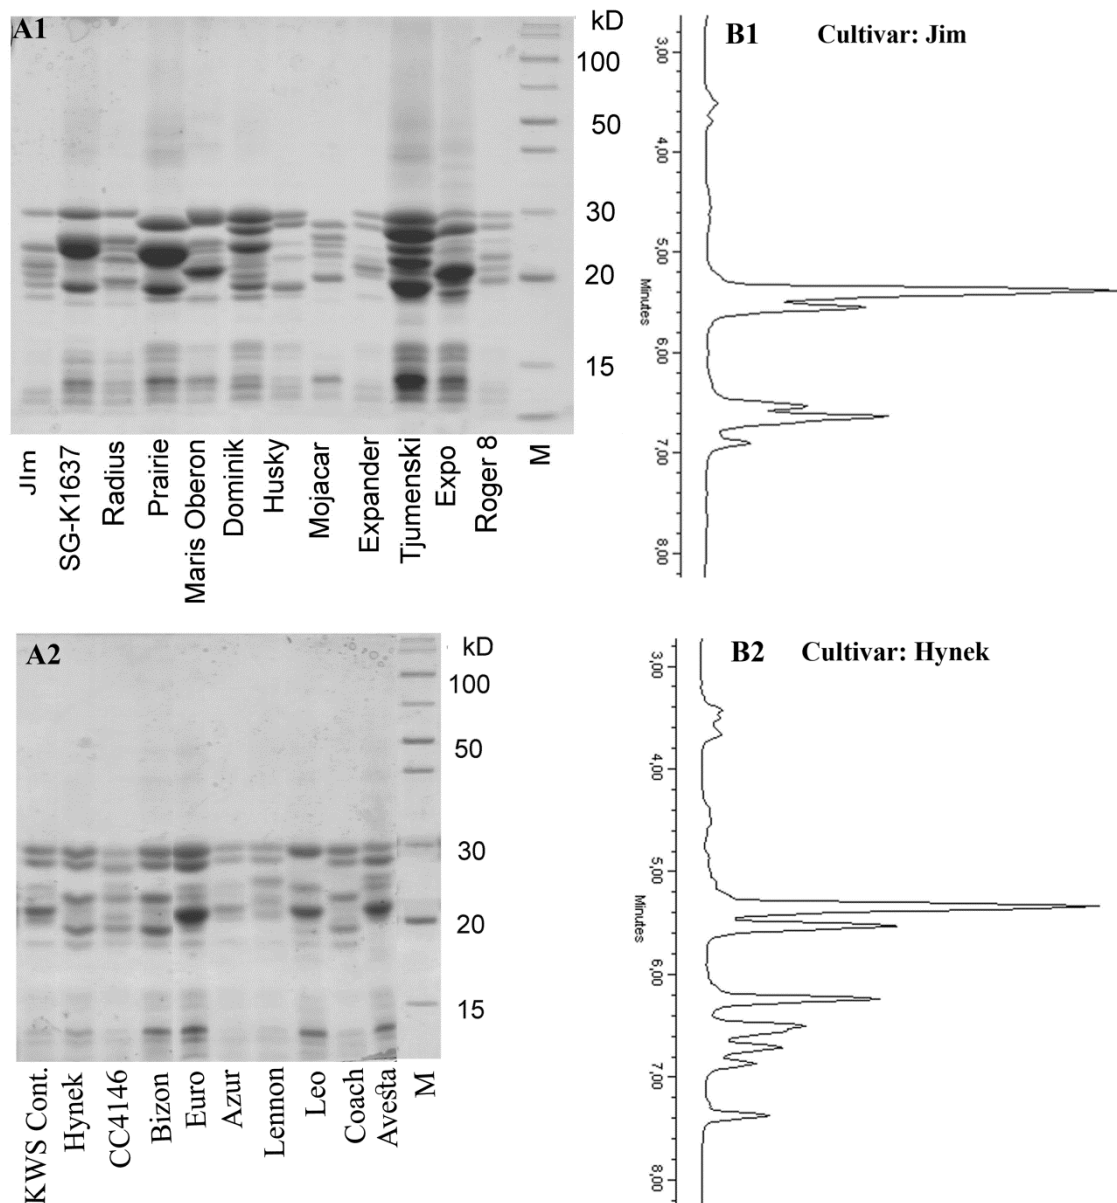 A1
kD
100
50
30
20
15
JIm
SG-K1637
Radius
Prairie
Maris Oberon
Dominik
Husky
Mojacar
Expander
Tjumenski
Expo
Roger 8
M
B1 Cultivar: Jim
3,00
4,00
5,00
Minutes
6,00
7,00
8,00
A2
kD
100
50
30
20
15
KWS Cont.
Hynek
CC4146
Bizon
Euro
Azur
Lennon
Leo
Coach
Avesta
M
B2 Cultivar: Hynek
3,00
4,00
5,00
Minutes
6,00
7,00
8,00